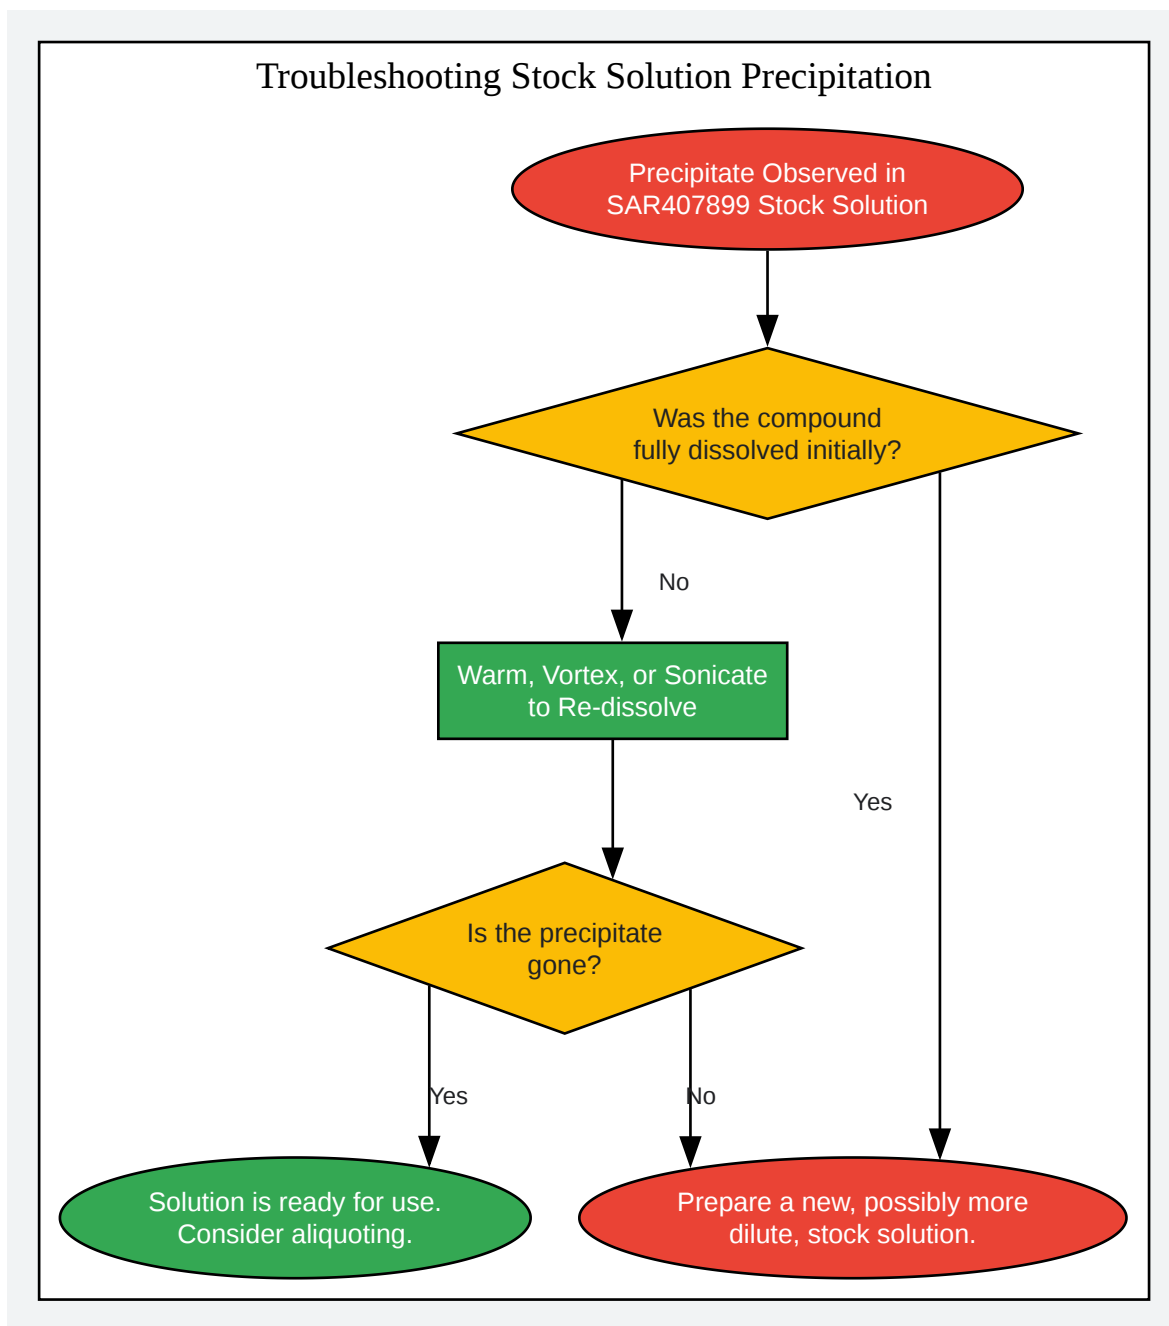 Troubleshooting Stock Solution Precipitation
Precipitate Observed in
SAR407899 Stock Solution
Was the compound
fully dissolved initially?
No
Warm, Vortex, or Sonicate
to Re-dissolve
Yes
Is the precipitate
gone?
Yes
No
Solution is ready for use.
Consider aliquoting.
Prepare a new, possibly more
dilute, stock solution.